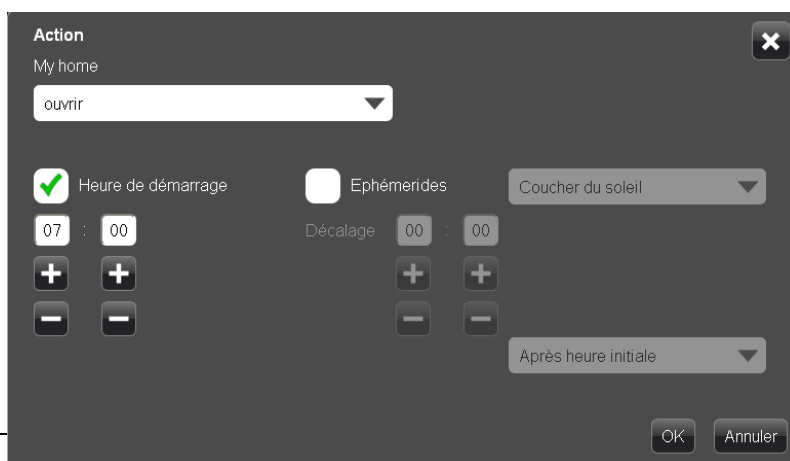 Action
My home
ouvrir
Heure de démarrage
Ephémerides
Coucher du soleil
07 : 00
Décalage 00 : 00
Après heure initiale
OK
Annuler